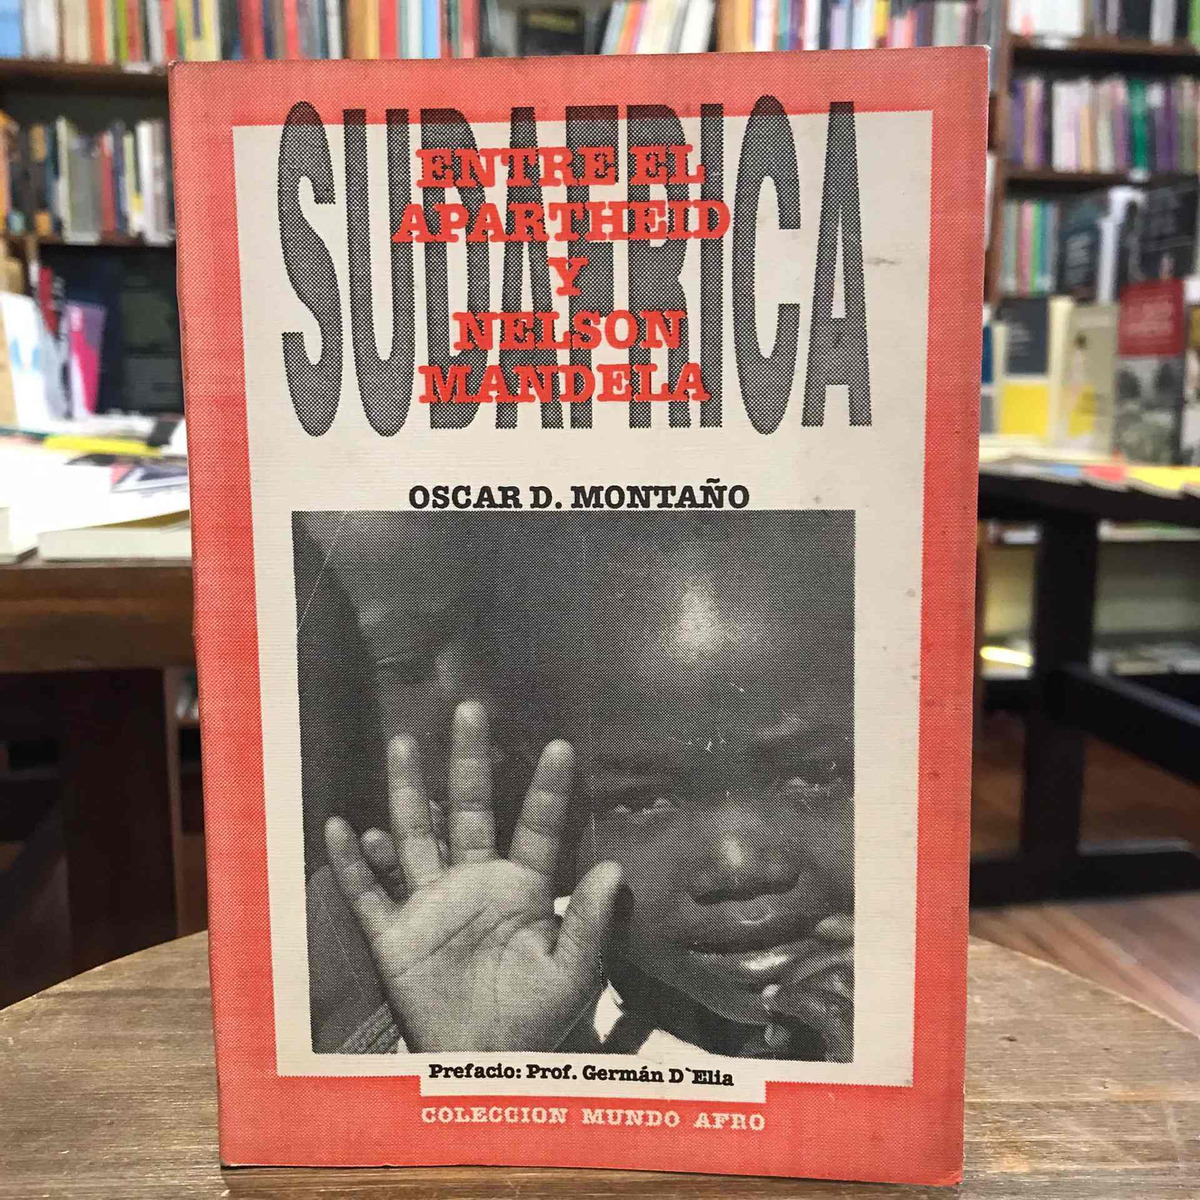 SUDAFRICA
ENTRE EL
APARTHEID
Y
NELSON
MANDELA
OSCAR D. MONTAÑO
Prefacio: Prof. Germán D`Elia
COLECCION MUNDO AFRO